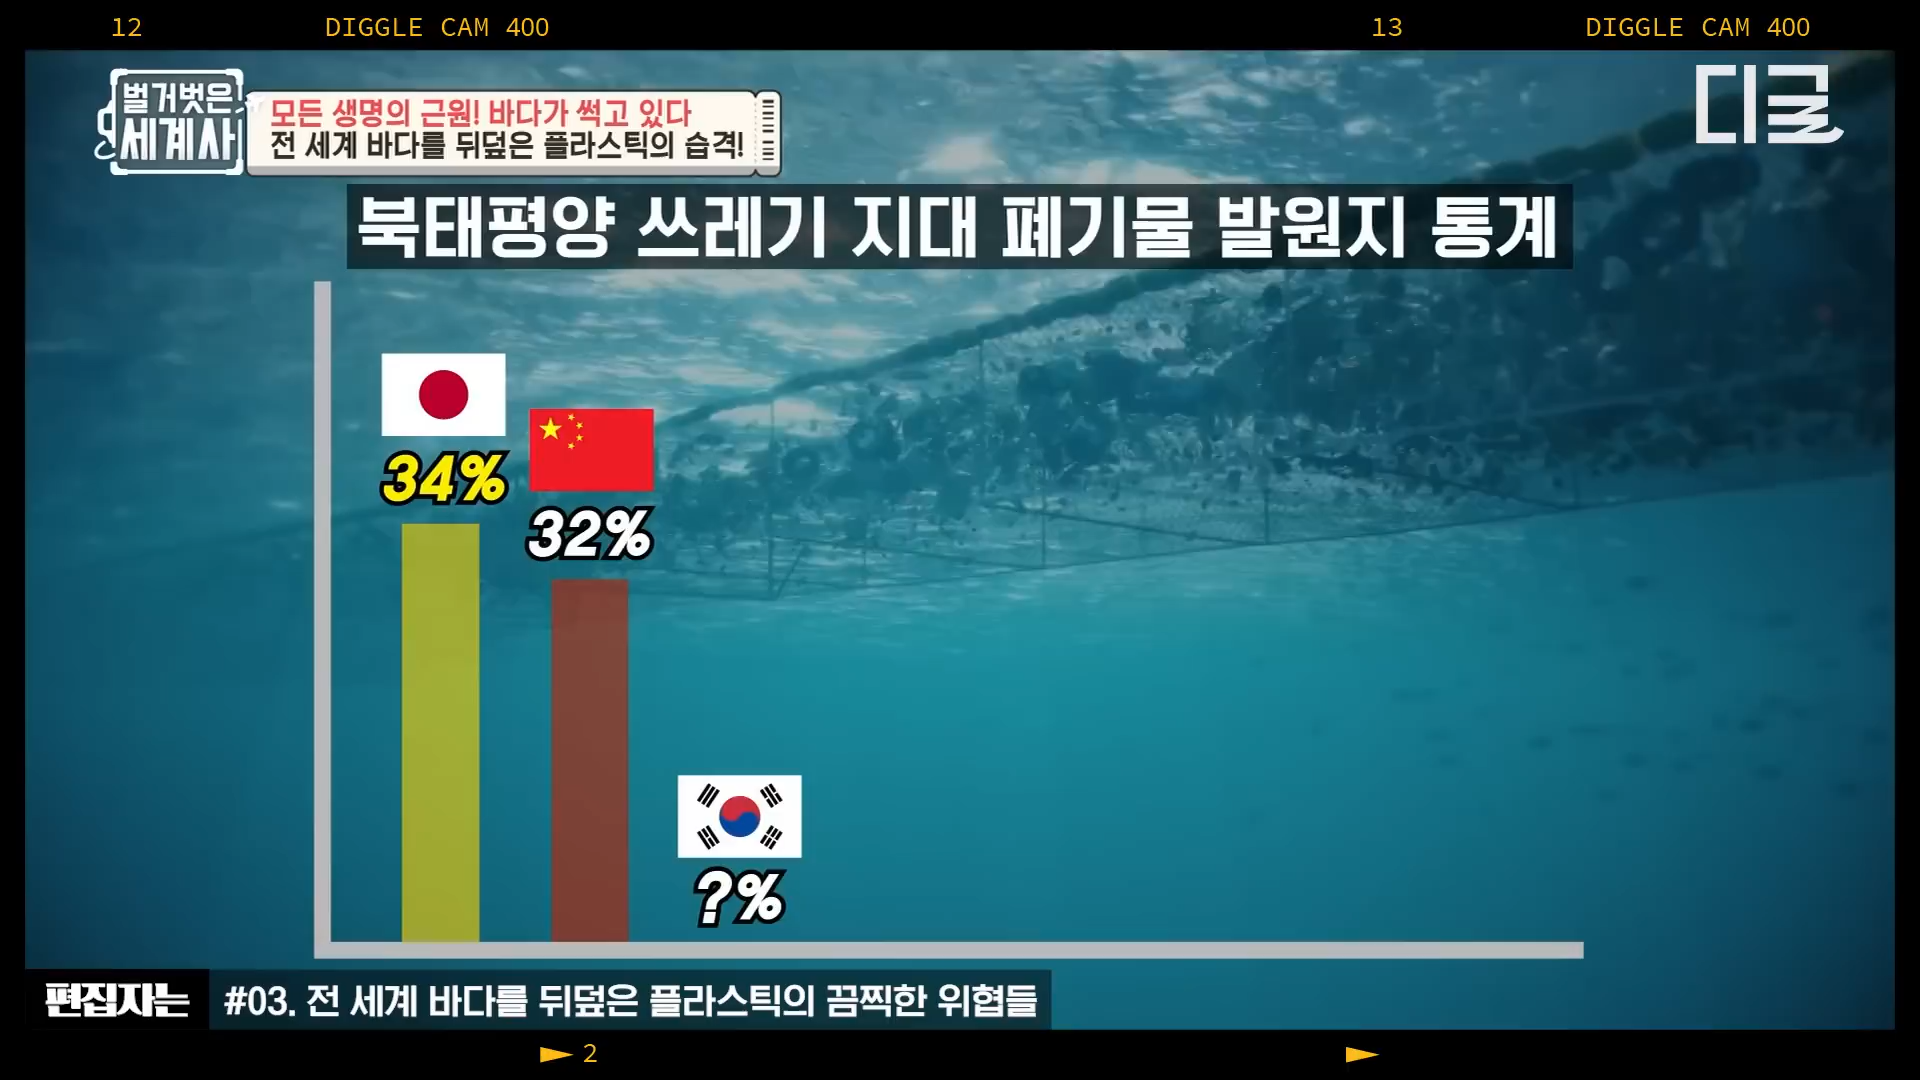 12 DIGGLE CAM 400 13 DIGGLE CAM 400
벌거벗은
세계사
모든 생명의 근원! 바다가 썩고 있다
전 세계 바다를 뒤덮은 플라스틱의 습격!
디글
북태평양 쓰레기 지대 폐기물 발원지 통계
34%
32%
?%
편집자는 #03. 전 세계 바다를 뒤덮은 플라스틱의 끔찍한 위협들
2